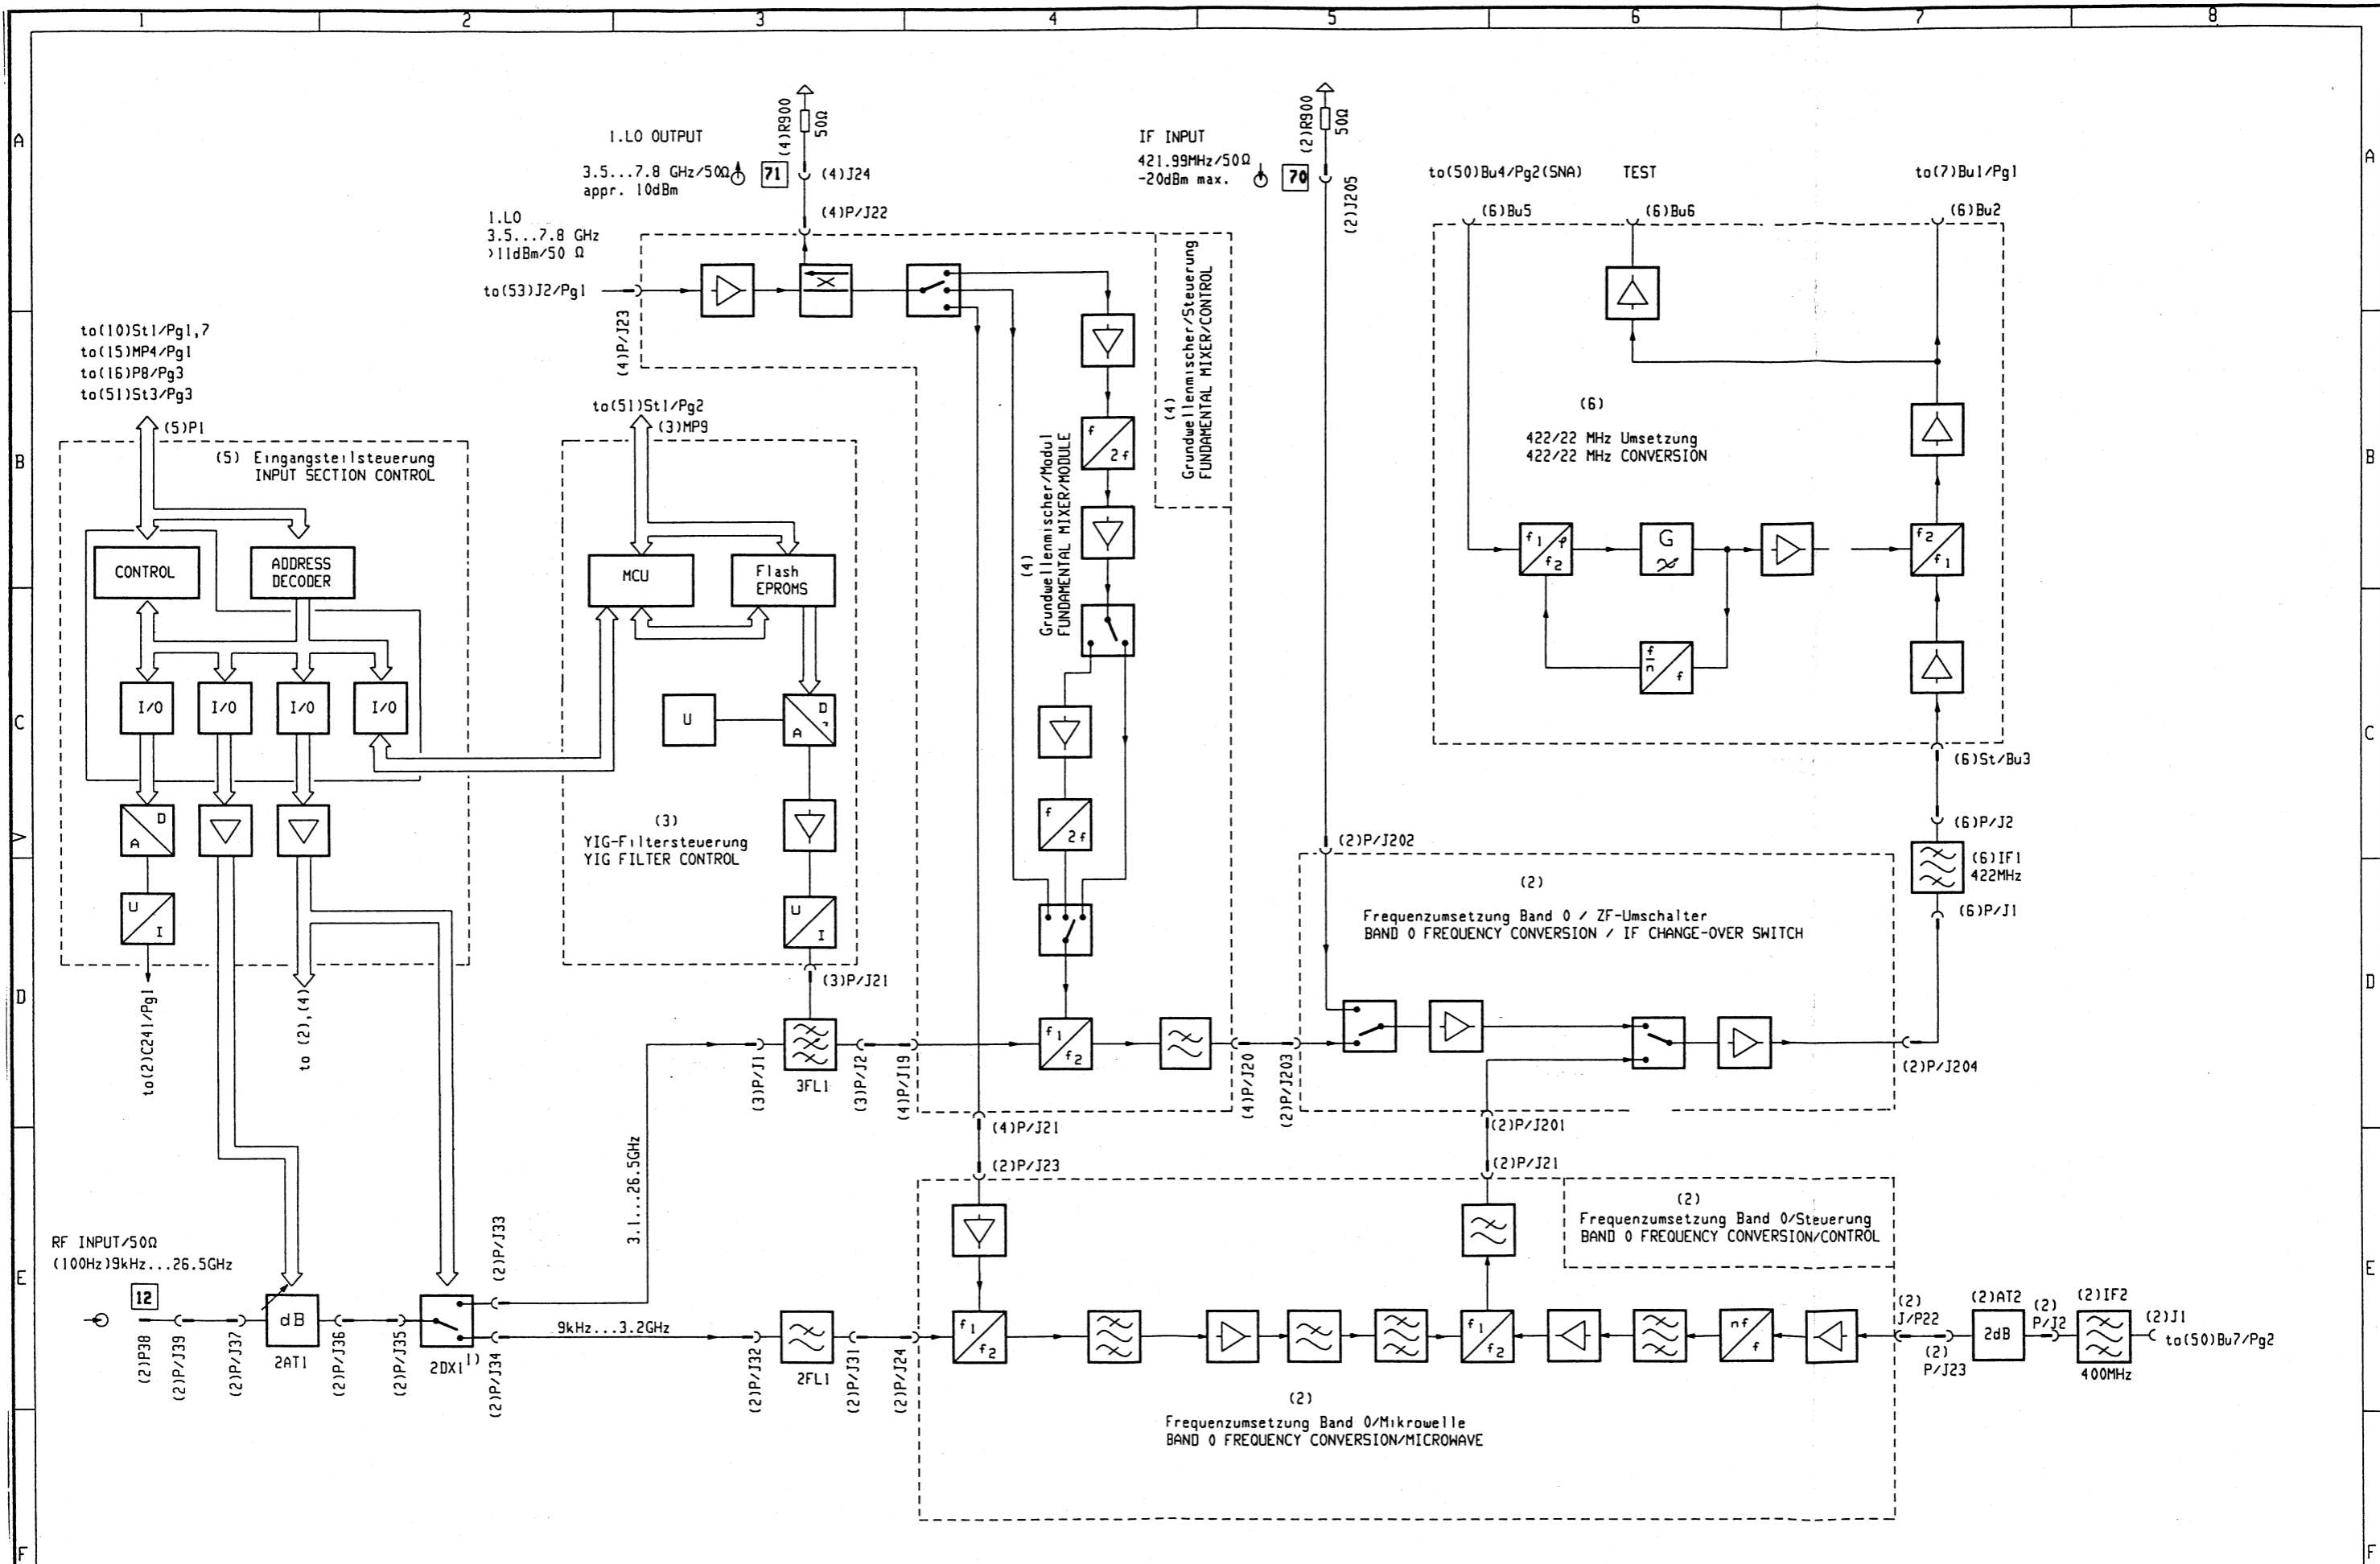 1 2 3 4 5 6 7 8
A
B
C
D
E
F
A
B
C
D
E
F
1.LO OUTPUT
3.5...7.8 GHz/50Ω
appr. 10dBm
71
(4)R900
50Ω
(4)J24
(4)P/J22
1.LO
3.5...7.8 GHz
>11dBm/50 Ω
to(53)J2/Pg1
(4)P/J23
IF INPUT
421.99MHz/50Ω
-20dBm max.
70
(2)R900
50Ω
(2)J205
to(50)Bu4/Pg2(SNA)
TEST
to(7)Bu1/Pg1
(6)Bu5
(6)Bu6
(6)Bu2
to(10)St1/Pg1,7
to(15)MP4/Pg1
to(16)P8/Pg3
to(51)St3/Pg3
(5)P1
(5) Eingangsteilsteuerung
INPUT SECTION CONTROL
CONTROL
ADDRESS
DECODER
I/O
I/O
I/O
I/O
D
A
U
I
to(2)C241/Pg1
to (2),(4)
to(51)St1/Pg2
(3)MP9
MCU
Flash
EPROMS
U
D
A
(3)
YIG-Filtersteuerung
YIG FILTER CONTROL
U
I
(3)P/J21
(4)
Grundwellenmischer/Modul
FUNDAMENTAL MIXER/MODULE
(4)
Grundwellenmischer/Steuerung
FUNDAMENTAL MIXER/CONTROL
f
2f
f
2f
f1
f2
(6)
422/22 MHz Umsetzung
422/22 MHz CONVERSION
f1
φ
f2
G
f2
f1
f
n
f
(6)St/Bu3
(6)P/J2
(6)IF1
422MHz
(6)P/J1
(2)P/J202
(2)
Frequenzumsetzung Band 0 / ZF-Umschalter
BAND 0 FREQUENCY CONVERSION / IF CHANGE-OVER SWITCH
(2)P/J204
(3)P/J1
3FL1
(3)P/J2
(4)P/J19
(4)P/J20
(2)P/J203
(4)P/J21
(2)P/J23
(2)P/J201
(2)P/J21
(2)
Frequenzumsetzung Band 0/Steuerung
BAND 0 FREQUENCY CONVERSION/CONTROL
RF INPUT/50Ω
(100Hz)9kHz...26.5GHz
12
(2)P38
(2)P/J39
(2)P/J37
dB
2AT1
(2)P/J36
(2)P/J35
2DX1
1)
(2)P/J33
(2)P/J34
3.1...26.5GHz
9kHz...3.2GHz
(2)P/J32
2FL1
(2)P/J31
(2)P/J24
f1
f2
f1
f2
nf
f
(2)
J/P22
(2)
P/J23
(2)AT2
2dB
(2)
P/J2
(2)IF2
400MHz
(2)J1
to(50)Bu7/Pg2
(2)
Frequenzumsetzung Band 0/Mikrowelle
BAND 0 FREQUENCY CONVERSION/MICROWAVE